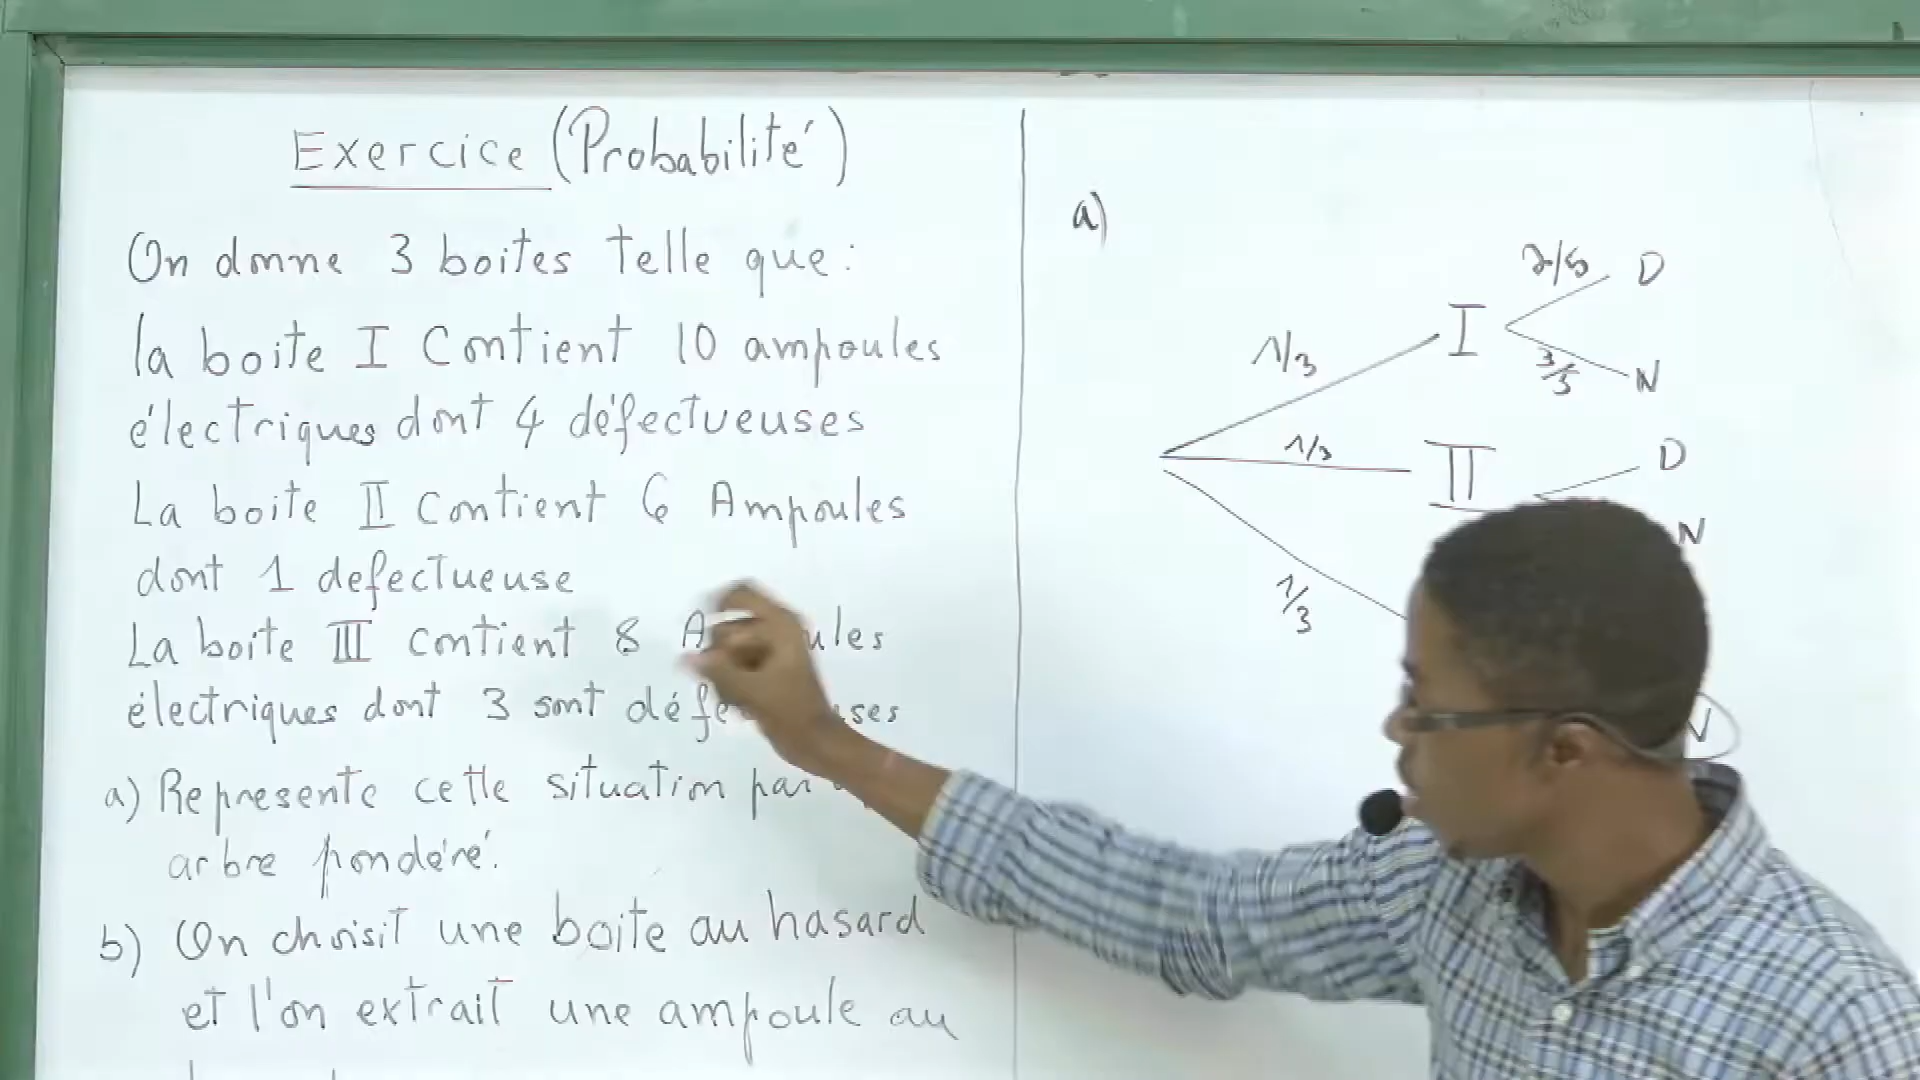 Exercice (Probabilité)
On donne 3 boites telle que :
la boite I contient 10 ampoules
électriques dont 4 défectueuses
La boite II contient 6 Ampoules
dont 1 defectueuse
La boite III contient 8
électriques dont 3 sont
a) Représente cette situation par
arbre pondéré.
b) On choisit une boite au hasard
et l'on extrait une ampoule au
a)
1/3 I 2/5 D
3/5 N
1/3 II D
N
1/3